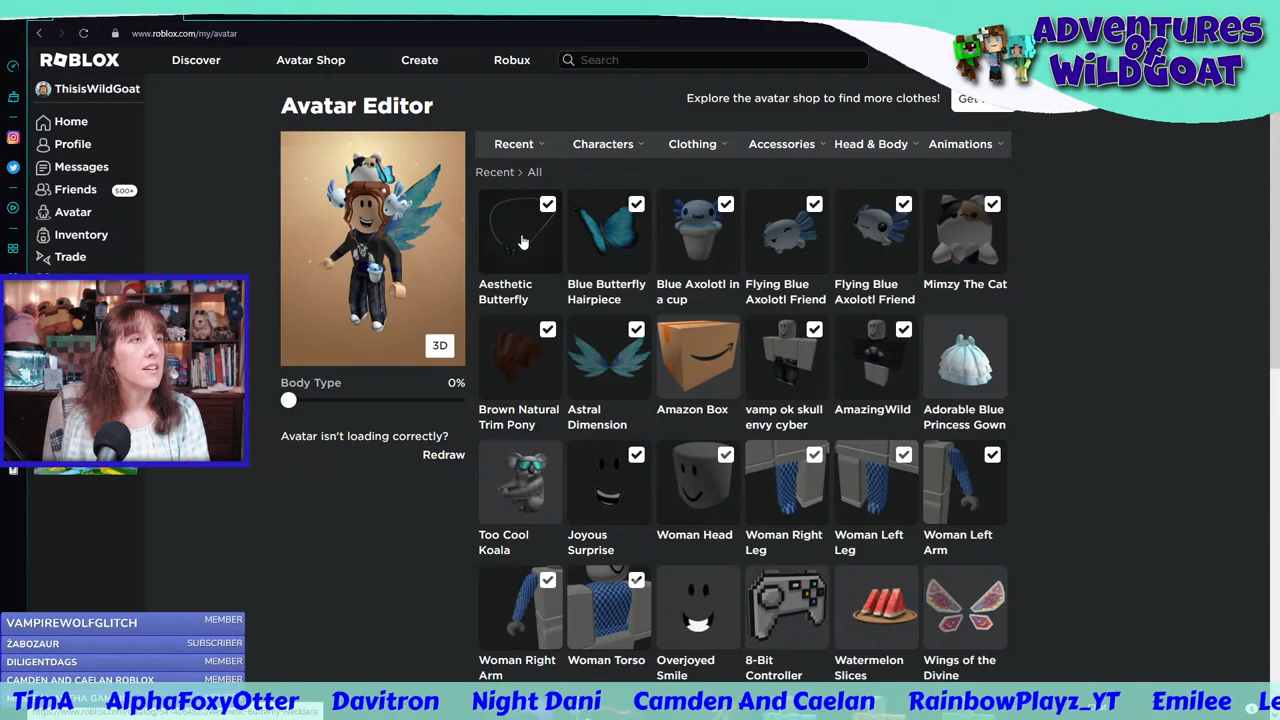 www.roblox.com/my/avatar
ADVENTURES
OF
WILDGOAT
ROBLOX
Discover
Avatar Shop
Create
Robux
Search
ThisisWildGoat
Home
Profile
Messages
Friends
500+
Avatar
Inventory
Trade
Avatar Editor
Explore the avatar shop to find more clothes!
Get
Recent
Characters
Clothing
Accessories
Head & Body
Animations
Recent > All
3D
Body Type
0%
Avatar isn't loading correctly?
Redraw
Aesthetic
Butterfly
Blue Butterfly
Hairpiece
Blue Axolotl in
a cup
Flying Blue
Axolotl Friend
Flying Blue
Axolotl Friend
Mimzy The Cat
Brown Natural
Trim Pony
Astral
Dimension
Amazon Box
vamp ok skull
envy cyber
AmazingWild
Adorable Blue
Princess Gown
Too Cool
Koala
Joyous
Surprise
Woman Head
Woman Right
Leg
Woman Left
Leg
Woman Left
Arm
Woman Right
Arm
Woman Torso
Overjoyed
Smile
8-Bit
Controller
Watermelon
Slices
Wings of the
Divine
VAMPIREWOLFGLITCH MEMBER
ŻABOZAUR SUBSCRIBER
DILIGENTDAGS MEMBER
CAMDEN AND CAELAN ROBLOX MEMBER
TimA AlphaFoxyOtter Davitron Night Dani Camden And Caelan RainbowPlayz_YT Emilee